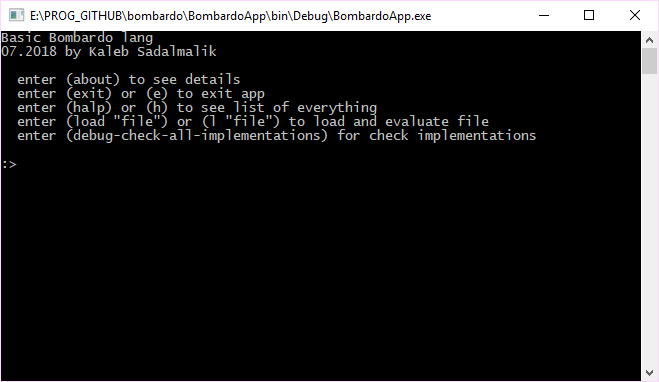 E:\PROG_GITHUB\bombardo\BombardoApp\bin\Debug\BombardoApp.exe
Basic Bombardo lang
07.2018 by Kaleb Sadalmalik
enter (about) to see details
enter (exit) or (e) to exit app
enter (halp) or (h) to see list of everything
enter (load "file") or (l "file") to load and evaluate file
enter (debug-check-all-implementations) for check implementations
:>